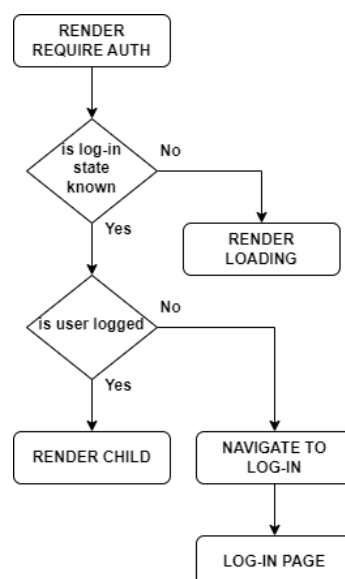 RENDER
REQUIRE AUTH
is log-in
state
known
No
Yes
RENDER
LOADING
is user logged
No
Yes
RENDER CHILD
NAVIGATE TO
LOG-IN
LOG-IN PAGE